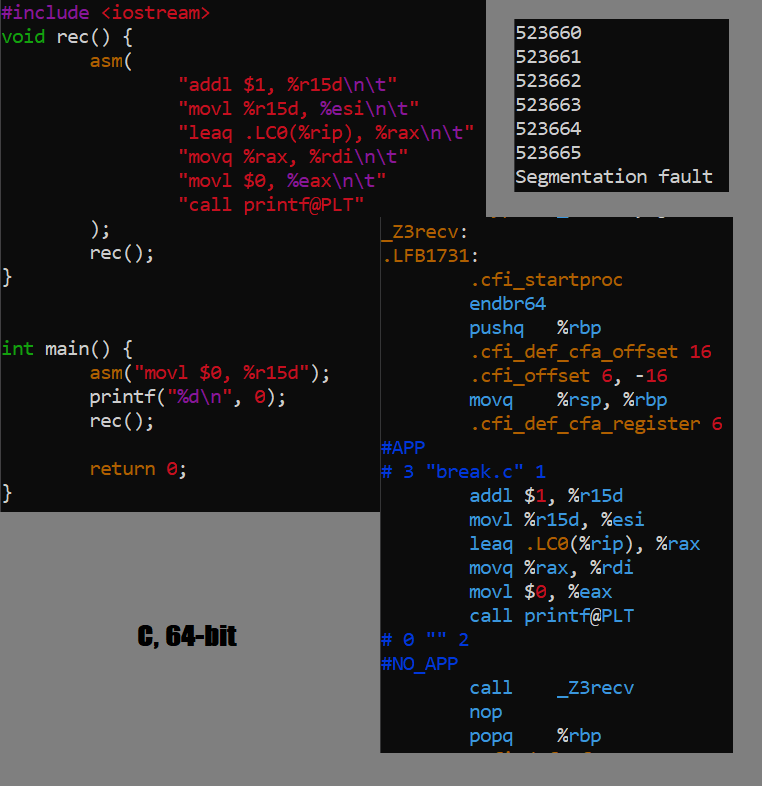 #include <iostream>
void rec() {
        asm(
                "addl $1, %r15d\n\t"
                "movl %r15d, %esi\n\t"
                "leaq .LC0(%rip), %rax\n\t"
                "movq %rax, %rdi\n\t"
                "movl $0, %eax\n\t"
                "call printf@PLT"
        );
        rec();
}
int main() {
        asm("movl $0, %r15d");
        printf("%d\n", 0);
        rec();
        return 0;
}
523660
523661
523662
523663
523664
523665
Segmentation fault
_Z3recv:
.LFB1731:
        .cfi_startproc
        endbr64
        pushq   %rbp
        .cfi_def_cfa_offset 16
        .cfi_offset 6, -16
        movq    %rsp, %rbp
        .cfi_def_cfa_register 6
#APP
# 3 "break.c" 1
        addl $1, %r15d
        movl %r15d, %esi
        leaq .LC0(%rip), %rax
        movq %rax, %rdi
        movl $0, %eax
        call printf@PLT
# 0 "" 2
#NO_APP
        call    _Z3recv
        nop
        popq    %rbp
C, 64-bit